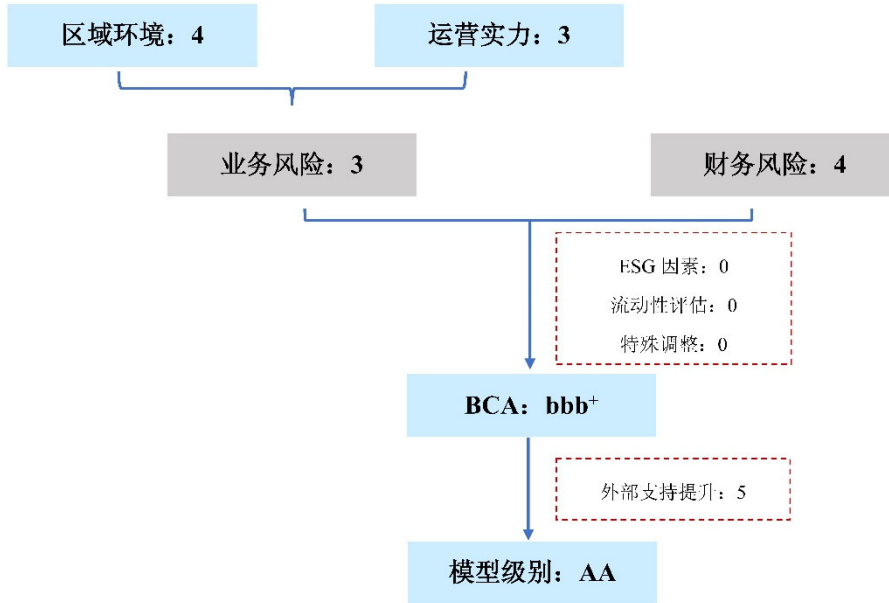 区域环境：4
运营实力：3
业务风险：3
财务风险：4
ESG 因素：0
流动性评估：0
特殊调整：0
BCA：bbb⁺
外部支持提升：5
模型级别：AA